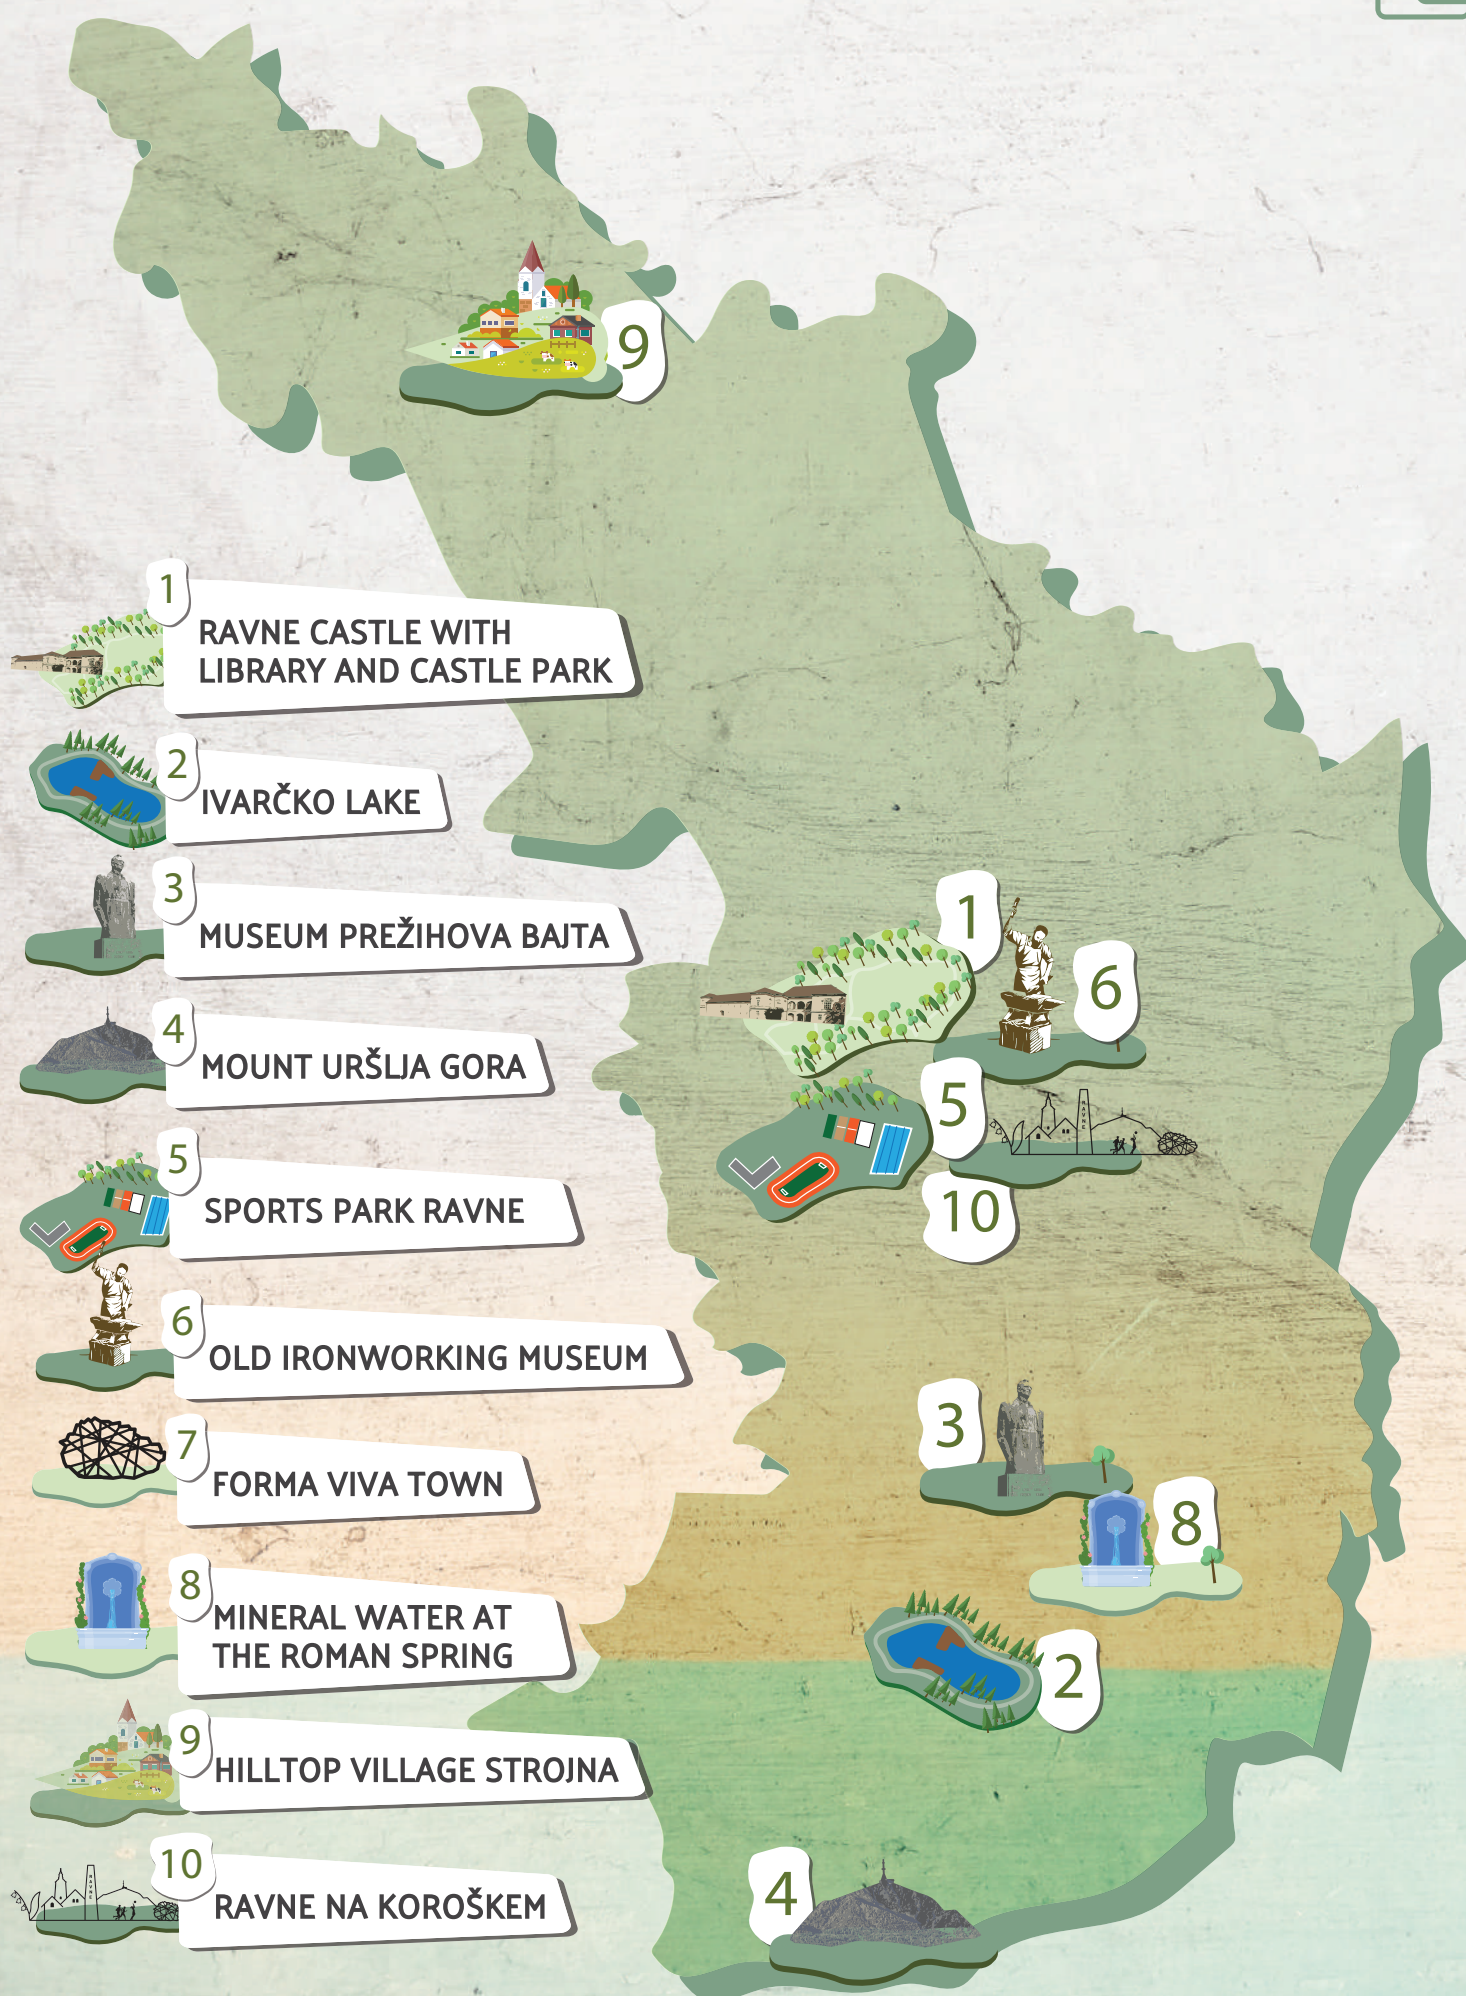 9
1
RAVNE CASTLE WITH
LIBRARY AND CASTLE PARK
2
IVARČKO LAKE
3
MUSEUM PREŽIHOVA BAJTA
4
MOUNT URŠLJA GORA
5
SPORTS PARK RAVNE
6
OLD IRONWORKING MUSEUM
7
FORMA VIVA TOWN
8
MINERAL WATER AT
THE ROMAN SPRING
9
HILLTOP VILLAGE STROJNA
10
RAVNE
RAVNE NA KOROŠKEM
1
6
5
RAVNE
10
3
8
2
4